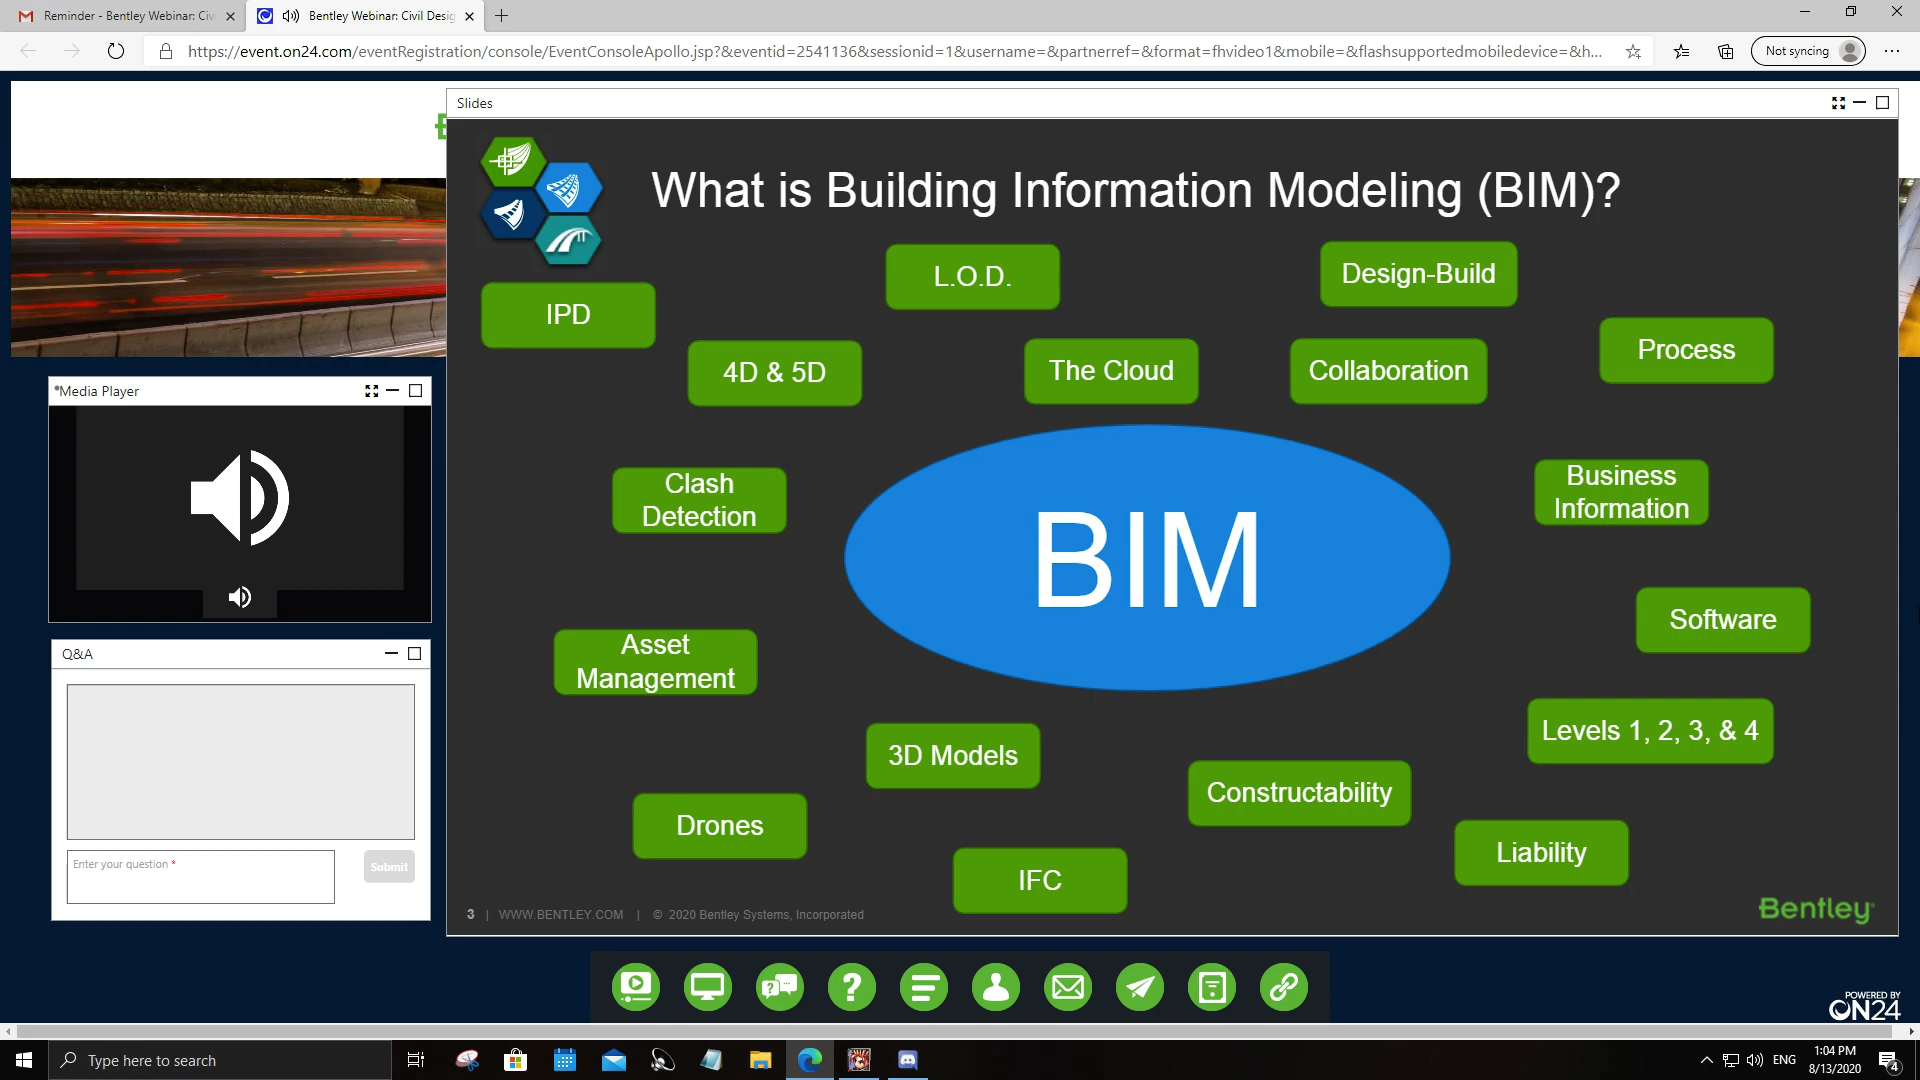 Reminder - Bentley Webinar: Civ
Bentley Webinar: Civil Desig
https://event.on24.com/eventRegistration/console/EventConsoleApollo.jsp?&eventid=2541136&sessionid=1&username=&partnerref=&format=fhvideo1&mobile=&flashsupportedmobiledevice=&h...
Not syncing
Slides
What is Building Information Modeling (BIM)?
L.O.D.
Design-Build
IPD
Process
4D & 5D
The Cloud
Collaboration
*Media Player
Clash
Detection
BIM
Business
Information
Software
Q&A
Asset
Management
Levels 1, 2, 3, & 4
3D Models
Constructability
Drones
Liability
Enter your question *
Submit
IFC
3 | WWW.BENTLEY.COM | © 2020 Bentley Systems, Incorporated
Bentley
POWERED BY
ON24
Type here to search
ENG
1:04 PM
8/13/2020
4